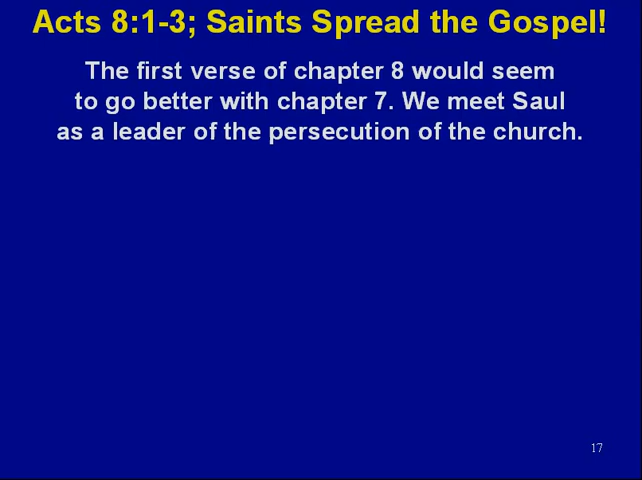 Acts 8:1-3; Saints Spread the Gospel!
The first verse of chapter 8 would seem
to go better with chapter 7. We meet Saul
as a leader of the persecution of the church.
17